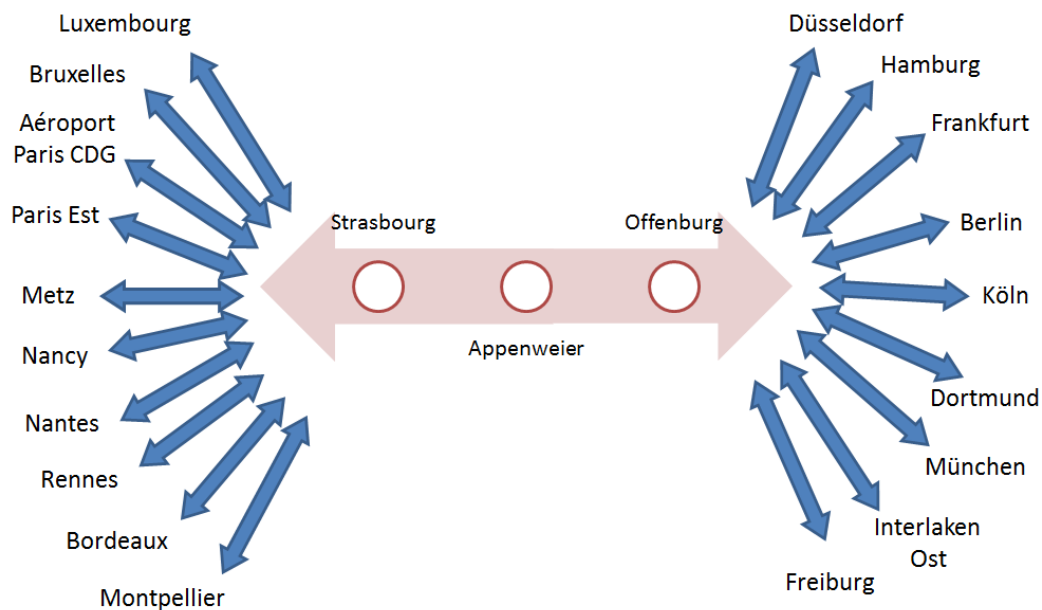 Luxembourg
Bruxelles
Aéroport
Paris CDG
Paris Est
Metz
Nancy
Nantes
Rennes
Bordeaux
Montpellier
Strasbourg
Appenweier
Offenburg
Düsseldorf
Hamburg
Frankfurt
Berlin
Köln
Dortmund
München
Interlaken
Ost
Freiburg